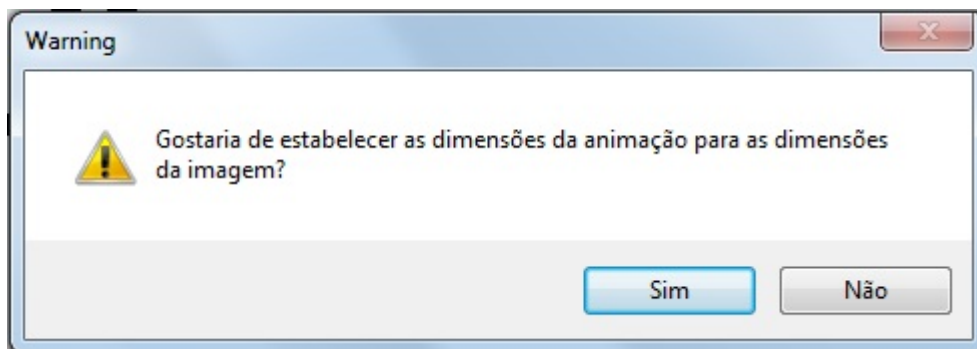 Warning
Gostaria de estabelecer as dimensões da animação para as dimensões
da imagem?
Sim
Não